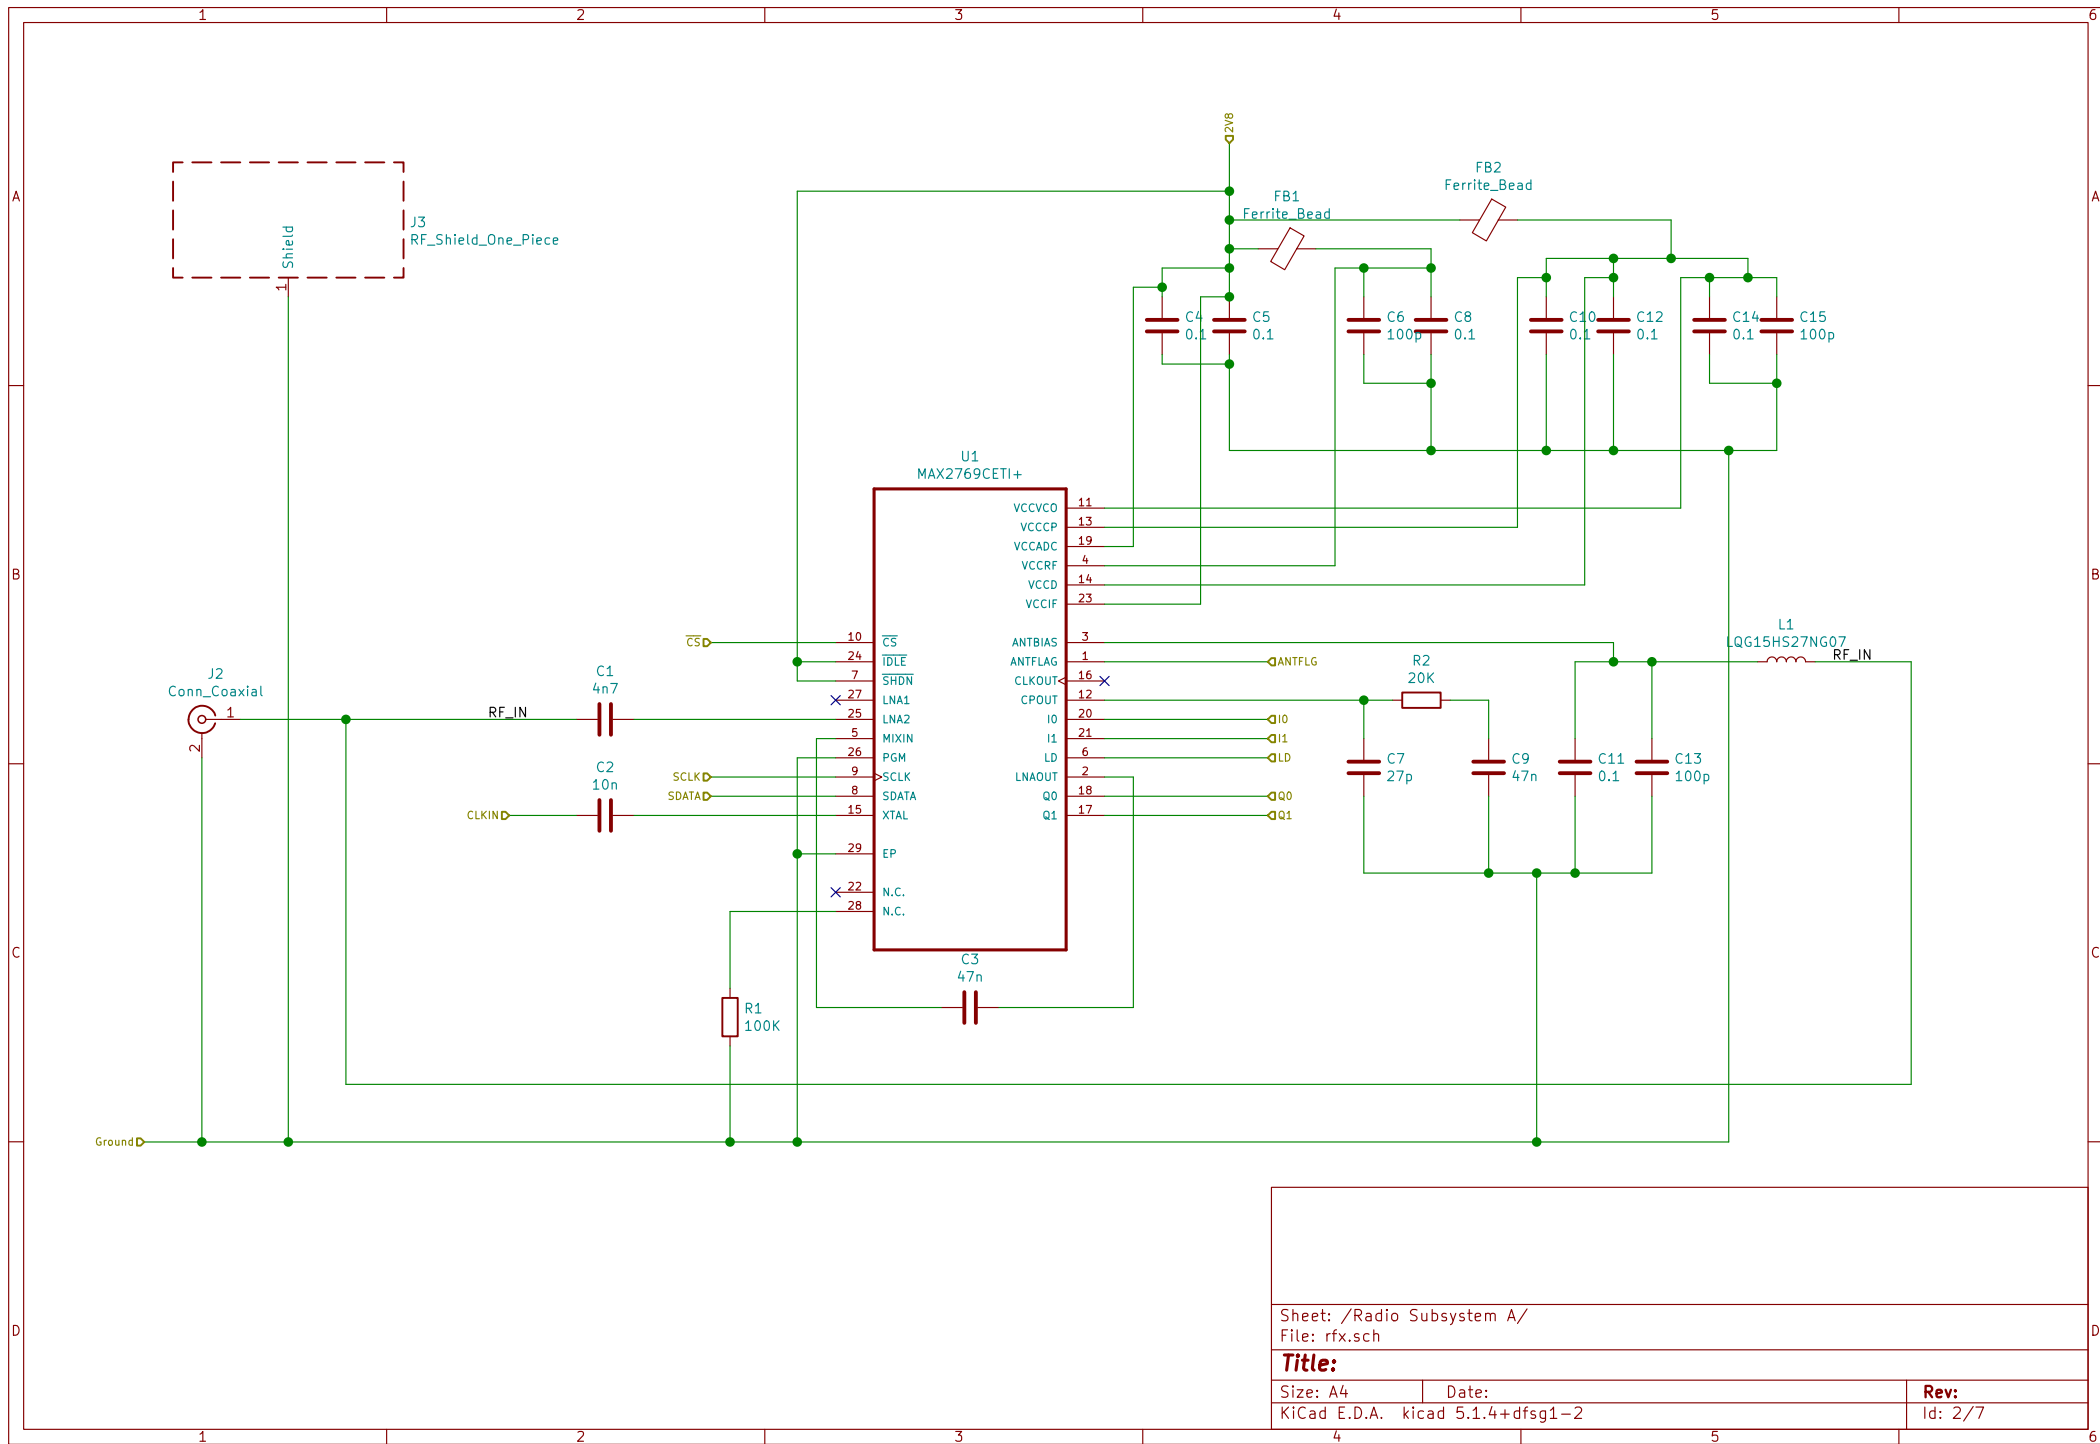 1 2 3 4 5 6
A A
B B
C C
D D
1 2 3 4 5 6
Shield
1
J3
RF_Shield_One_Piece
2V8
FB1
Ferrite_Bead
FB2
Ferrite_Bead
C4
0.1
C5
0.1
C6
100p
C8
0.1
C10
0.1
C12
0.1
C14
0.1
C15
100p
U1
MAX2769CETI+
11 VCCVCO
13 VCCCP
19 VCCADC
4 VCCRF
14 VCCD
23 VCCIF
3 ANTBIAS
1 ANTFLAG
16 CLKOUT
12 CPOUT
20 I0
21 I1
6 LD
2 LNAOUT
18 Q0
17 Q1
10 CS
24 IDLE
7 SHDN
27 LNA1
25 LNA2
5 MIXIN
26 PGM
9 SCLK
8 SDATA
15 XTAL
29 EP
22 N.C.
28 N.C.
CS
SCLK
SDATA
CLKIN
ANTFLG
I0
I1
LD
Q0
Q1
J2
Conn_Coaxial
1
2
RF_IN
C1
4n7
C2
10n
R2
20K
C7
27p
C9
47n
C11
0.1
C13
100p
L1
LQG15HS27NG07
RF_IN
C3
47n
R1
100K
Ground
Sheet: /Radio Subsystem A/
File: rfx.sch
Title:
Size: A4 Date: Rev:
KiCad E.D.A. kicad 5.1.4+dfsg1-2 Id: 2/7